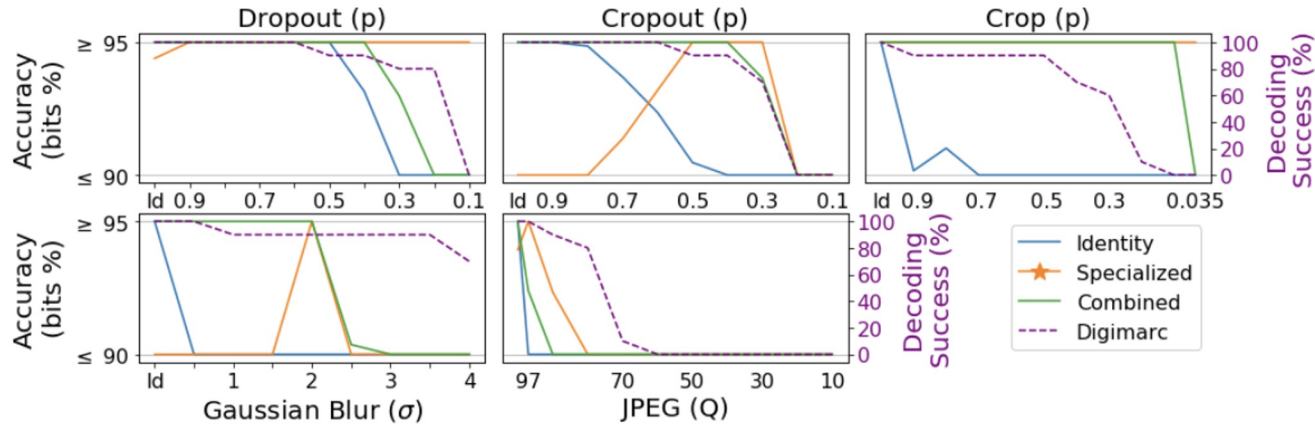 Dropout (p)
Cropout (p)
Crop (p)
Accuracy
(bits %)
≥ 95
≤ 90
Id 0.9 0.7 0.5 0.3 0.1
Id 0.9 0.7 0.5 0.3 0.1
Id 0.9 0.7 0.5 0.3 0.035
100
80
60
40
20
0
Decoding
Success (%)
Accuracy
(bits %)
≥ 95
≤ 90
Id 1 2 3 4
Gaussian Blur (σ)
97 70 50 30 10
JPEG (Q)
100
80
60
40
20
0
Decoding
Success (%)
Identity
Specialized
Combined
Digimarc